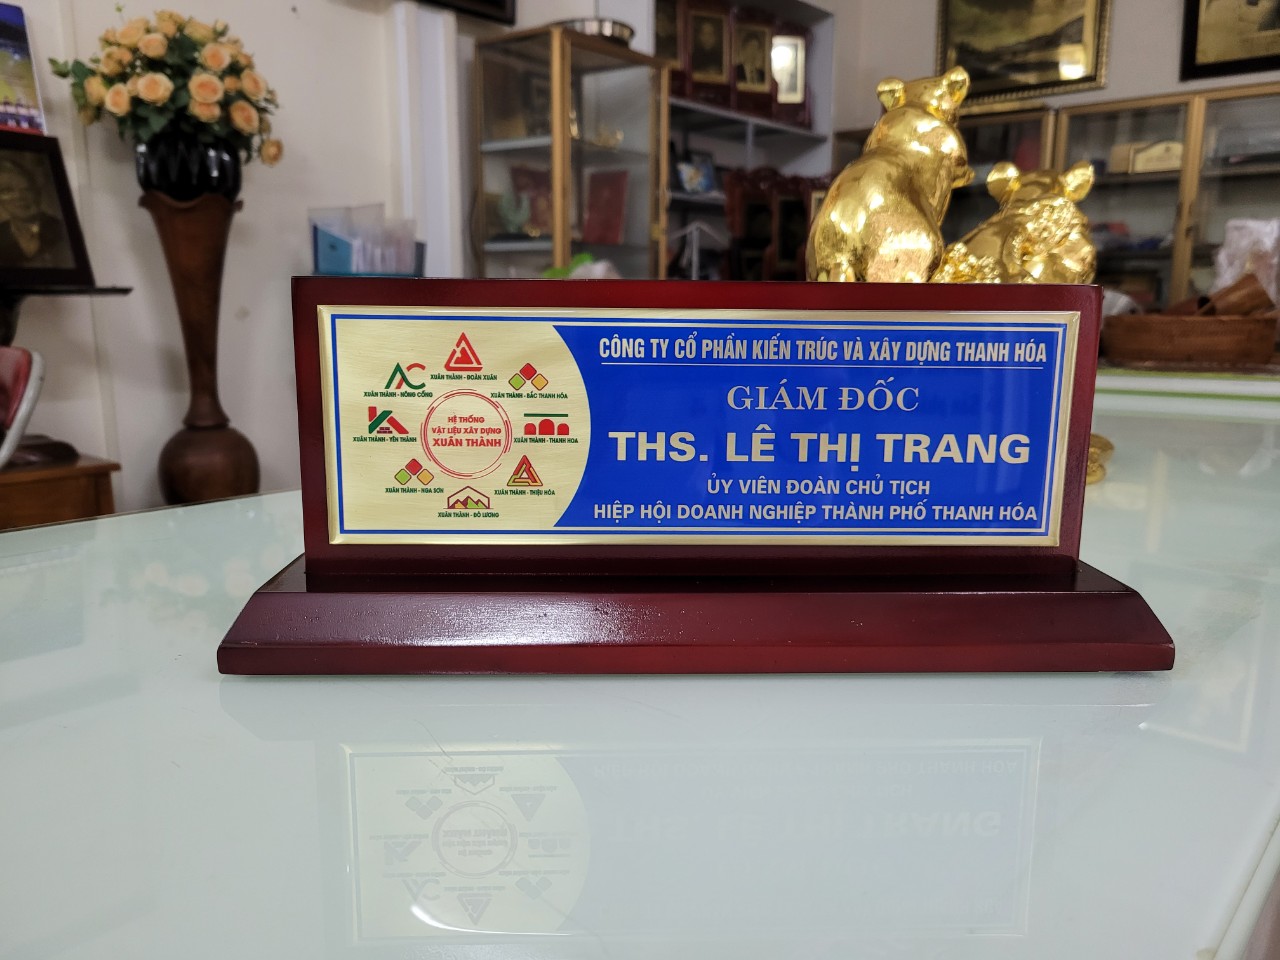 XUÂN THÀNH - ĐOÀN XUÂN
XUÂN THÀNH - NÔNG CỐNG
XUÂN THÀNH - BẮC THANH HÓA
XUÂN THÀNH - YÊN THÀNH
HỆ THỐNG
VẬT LIỆU XÂY DỰNG
XUÂN THÀNH
XUÂN THÀNH - THANH HOA
XUÂN THÀNH - HOA SƠN
XUÂN THÀNH - THIỆU HÓA
XUÂN THÀNH - ĐÔ LƯƠNG
CÔNG TY CỔ PHẦN KIẾN TRÚC VÀ XÂY DỰNG THANH HÓA
GIÁM ĐỐC
THS. LÊ THỊ TRANG
ỦY VIÊN ĐOÀN CHỦ TỊCH
HIỆP HỘI DOANH NGHIỆP THÀNH PHỐ THANH HÓA